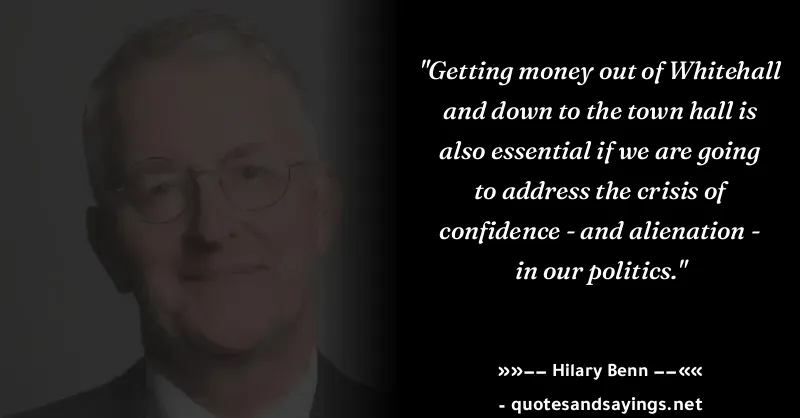 "Getting money out of Whitehall
and down to the town hall is
also essential if we are going
to address the crisis of
confidence - and alienation -
in our politics."
»»–– Hilary Benn ––««
- quotesandsayings.net